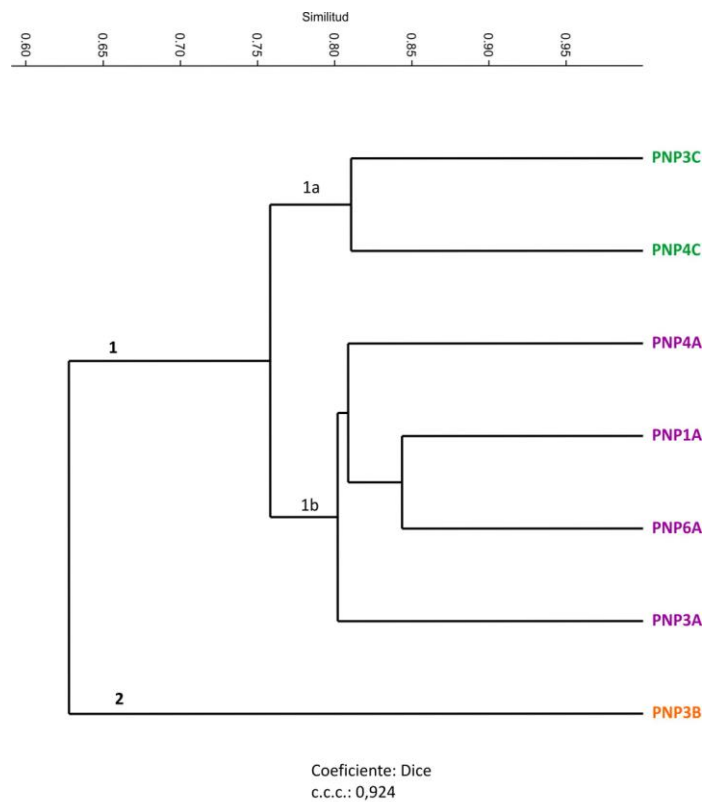 Similitud
0.60 0.65 0.70 0.75 0.80 0.85 0.90 0.95
PNP3C
1a
PNP4C
PNP4A
1
PNP1A
1b
PNP6A
PNP3A
2
PNP3B
Coeficiente: Dice
c.c.c.: 0,924